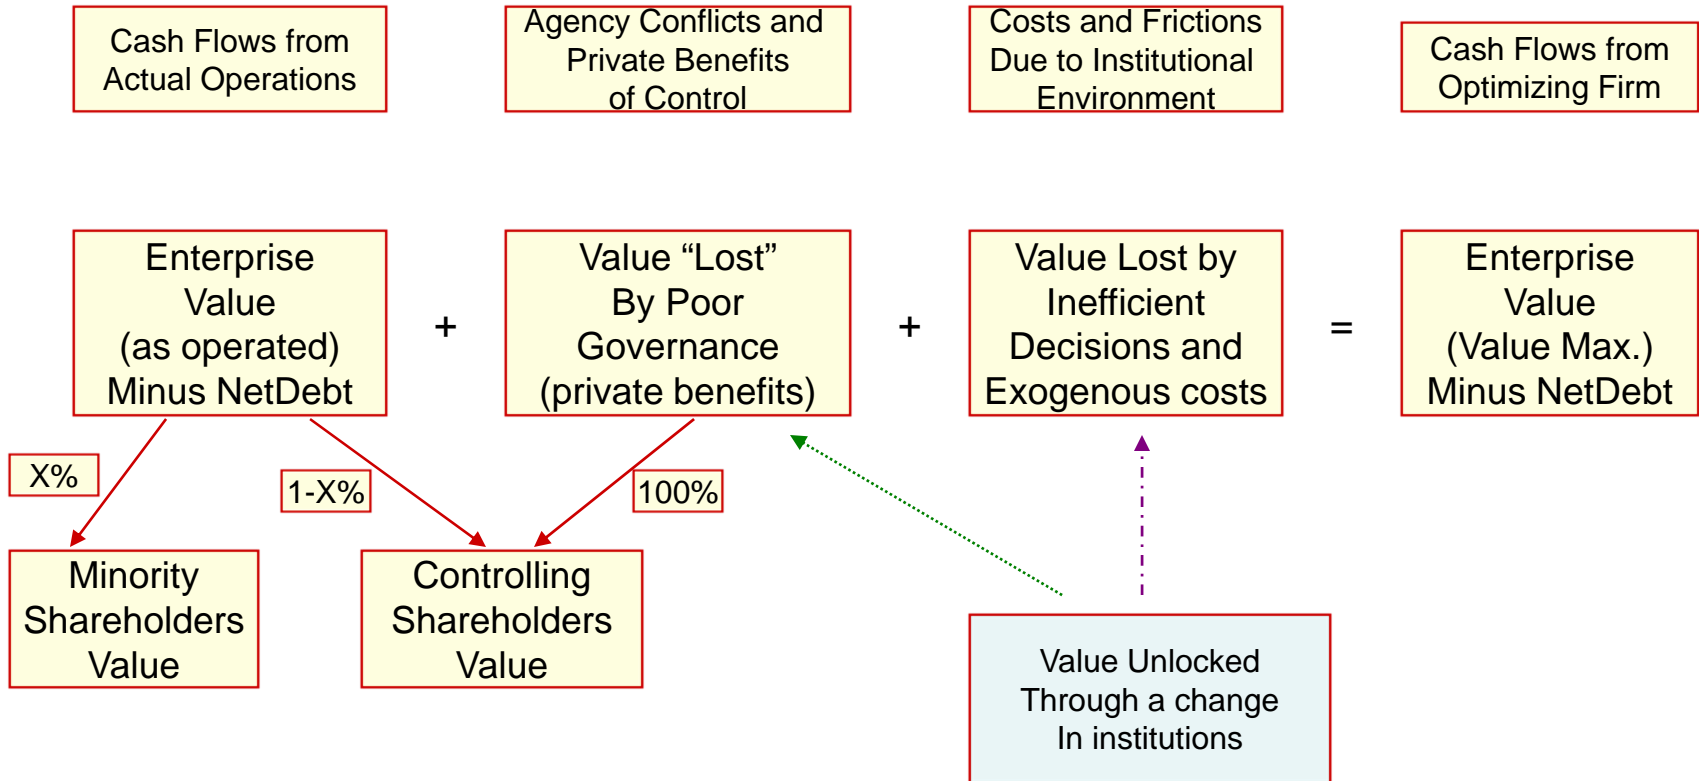 Cash Flows from
Actual Operations
Agency Conflicts and
Private Benefits
of Control
Costs and Frictions
Due to Institutional
Environment
Cash Flows from
Optimizing Firm
Enterprise
Value
(as operated)
Minus NetDebt
+
Value “Lost”
By Poor
Governance
(private benefits)
+
Value Lost by
Inefficient
Decisions and
Exogenous costs
=
Enterprise
Value
(Value Max.)
Minus NetDebt
X%
1-X%
100%
Minority
Shareholders
Value
Controlling
Shareholders
Value
Value Unlocked
Through a change
In institutions